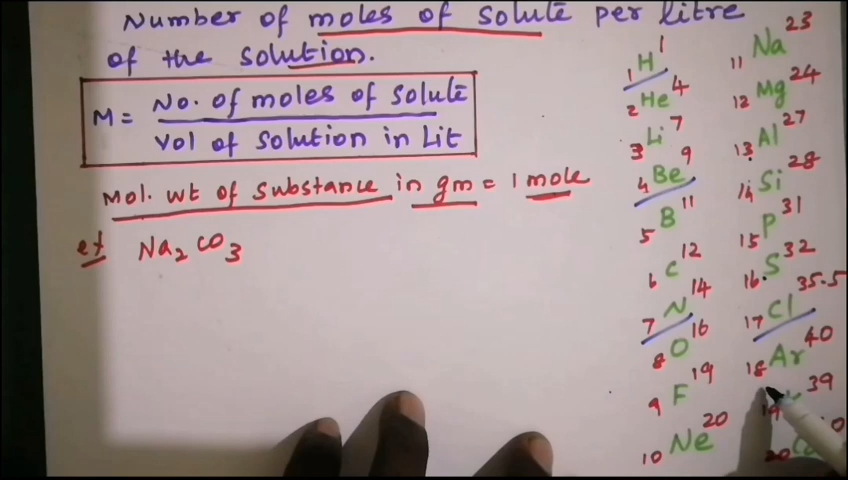 Number of moles of solute per litre
of the solution.
M = No. of moles of solute
Vol of solution in Lit
Mol. wt of substance in gm = 1 mole
ex Na2 CO3
1 H 1
2 He 4
3 Li 7
4 Be 9
5 B 11
6 C 12
7 N 14
8 O 16
9 F 19
10 Ne 20
11 Na 23
12 Mg 24
13 Al 27
14 Si 28
15 P 31
16 S 32
17 Cl 35.5
18 Ar 40
19 39
20